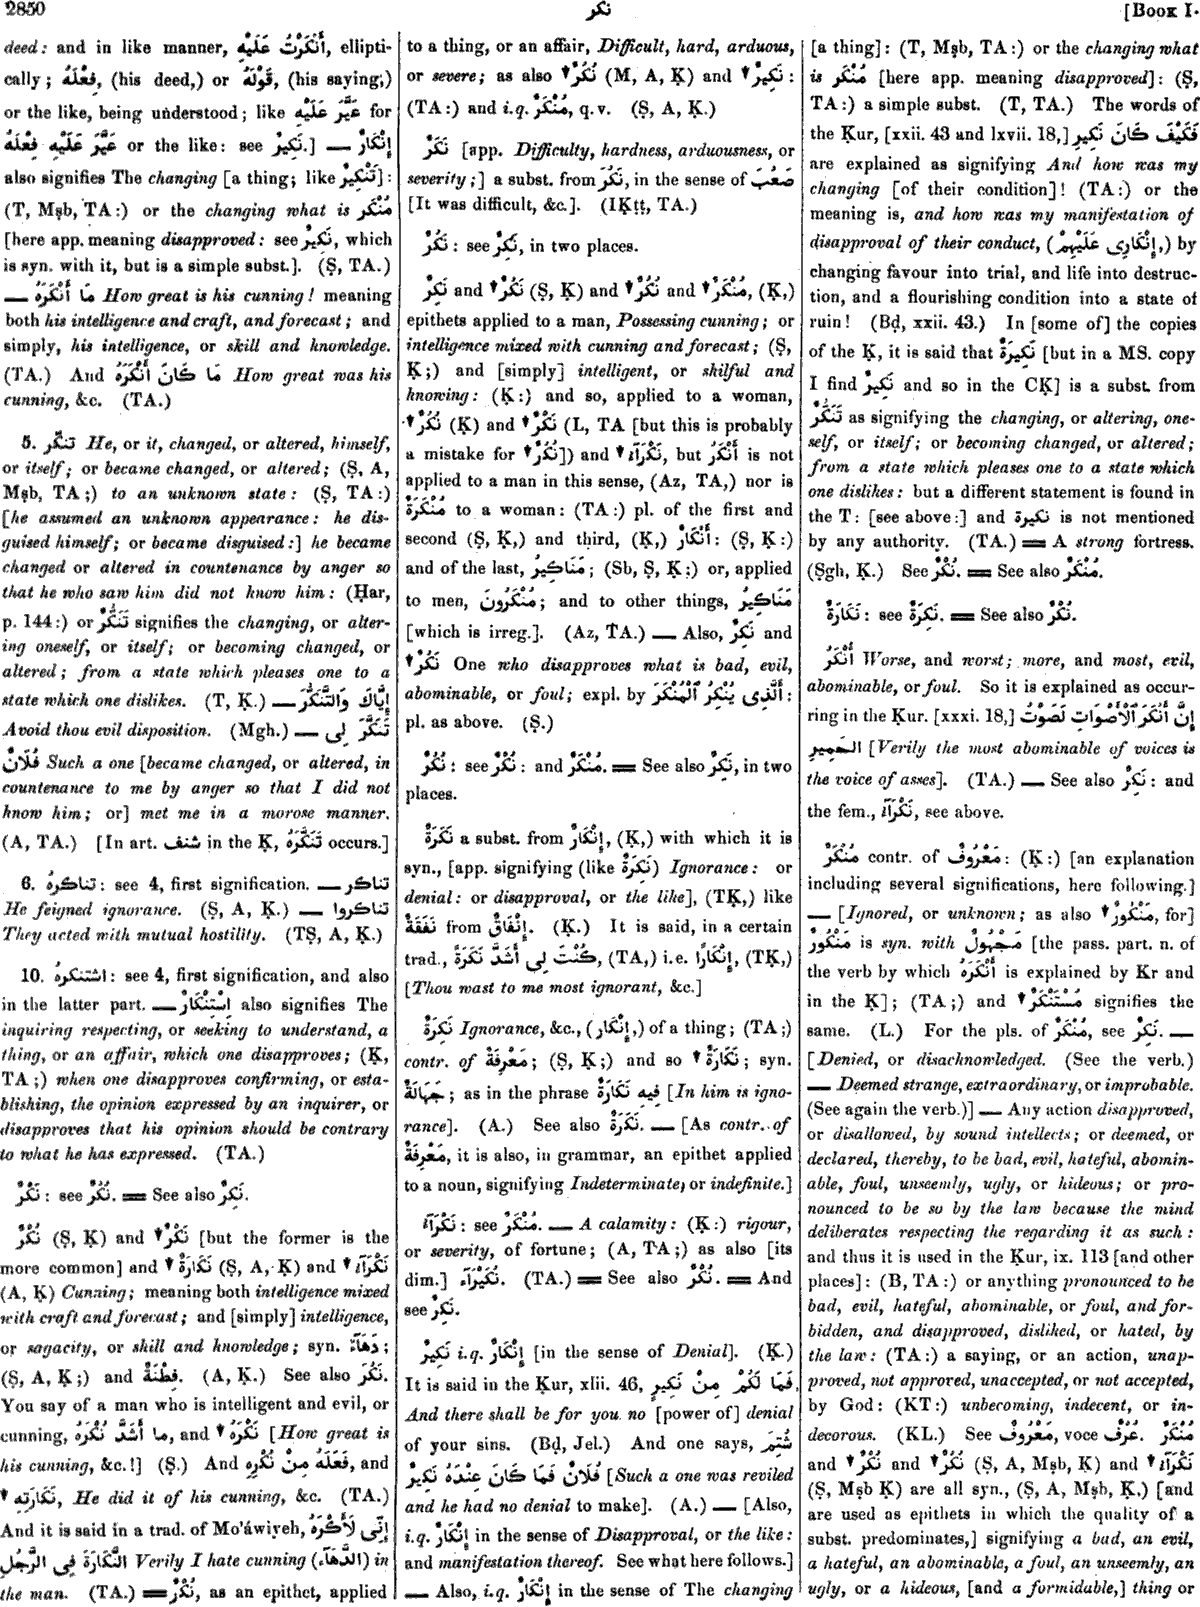 2850
نكر
[Book I.
deed: and in like manner, أَنْكَرْتُ عَلَيْهِ, ellipti-
cally; فِعْلَهُ, (his deed,) or قَوْلَهُ, (his saying;)
or the like, being understood; like عَيَّرَ عَلَيْهِ for
عَيَّرَ عَلَيْهِ فِعْلَهُ or the like: see نَكِيرٌ.] — إِنْكَارٌ
also signifies The changing [a thing; like تَنْكِيرٌ]:
(T, Mṣb, TA:) or the changing what is مُنْكَر
[here app. meaning disapproved: see نَكِيرٌ, which
is syn. with it, but is a simple subst.]. (Ṣ, TA.)
— مَا أَنْكَرَهُ How great is his cunning! meaning
both his intelligence and craft, and forecast; and
simply, his intelligence, or skill and knowledge.
(TA.) And مَا كَانَ أَنْكَرَهُ How great was his
cunning, &c. (TA.)
5. تنكّر He, or it, changed, or altered, himself,
or itself; or became changed, or altered; (Ṣ, A,
Mṣb, TA;) to an unknown state: (Ṣ, TA:)
[he assumed an unknown appearance: he dis-
guised himself; or became disguised:] he became
changed or altered in countenance by anger so
that he who saw him did not know him: (Ḥar,
p. 144:) or تَنَكُّرٌ signifies the changing, or alter-
ing oneself, or itself; or becoming changed, or
altered; from a state which pleases one to a
state which one dislikes. (T, Ḳ.) — إِيَّاكَ وَالتَّنَكُّرَ
Avoid thou evil disposition. (Mgh.) — تَنَكَّرَ لِى
فُلَانٌ Such a one [became changed, or altered, in
countenance to me by anger so that I did not
know him; or] met me in a morose manner.
(A, TA.) [In art. شنف in the Ḳ, تَنَكَّرَهُ occurs.]
6. تناكرهُ: see 4, first signification. — تناكر
He feigned ignorance. (Ṣ, A, Ḳ.) — تناكروا
They acted with mutual hostility. (TṢ, A, Ḳ.)
10. استنكرهُ: see 4, first signification, and also
in the latter part. — اِسْتِنْكَارٌ also signifies The
inquiring respecting, or seeking to understand, a
thing, or an affair, which one disapproves; (Ḳ,
TA;) when one disapproves confirming, or esta-
blishing, the opinion expressed by an inquirer, or
disapproves that his opinion should be contrary
to what he has expressed. (TA.)
نَكْرٌ: see نُكْرٌ. ═ See also نَكِرٌ.
نُكْرٌ (Ṣ, Ḳ) and ▼ نَكْرٌ [but the former is the
more common] and ▼ نَكَارَةٌ (Ṣ, A, Ḳ) and ▼ نَكْرَآءُ
(A, Ḳ) Cunning; meaning both intelligence mixed
with craft and forecast; and [simply] intelligence,
or sagacity, or skill and knowledge; syn. دَهَآءٌ;
(Ṣ, A, Ḳ;) and فِطْنَةٌ. (A, Ḳ.) See also نَكُرَ.
You say of a man who is intelligent and evil, or
cunning, ما أَشَدَّ نُكْرَهُ, and ▼ نَكْرَهُ [How great is
his cunning, &c.!] (Ṣ.) And فَعَلَهُ مِنْ نُكْرِهِ, and
▼ نَكَارَتِهِ, He did it of his cunning, &c. (TA.)
And it is said in a trad. of Mo'áwiyeh, إِنِّى لَأَكْرَهُ
النَّكَارَةَ فِى الرَّجُلِ Verily I hate cunning (الدَّهَآء) in
the man. (TA.) ═ نُكْرٌ, as an epithet, applied
to a thing, or an affair, Difficult, hard, arduous,
or severe; as also ▼ نُكُرٌ (M, A, Ḳ) and ▼ نَكِيرٌ:
(TA:) and i.q. مُنْكَرٌ, q. v. (Ṣ, A, Ḳ.)
نَكَرٌ [app. Difficulty, hardness, arduousness, or
severity;] a subst. from نَكُرَ, in the sense of صَعُبَ
[It was difficult, &c.]. (IḲṭṭ, TA.)
نَكُرٌ: see نَكِرٌ, in two places.
نَكِرٌ and ▼ نَكُرٌ (Ṣ, Ḳ) and ▼ نُكُرٌ and ▼ مُنْكَرٌ, (Ḳ,)
epithets applied to a man, Possessing cunning; or
intelligence mixed with cunning and forecast; (Ṣ,
Ḳ;) and [simply] intelligent, or skilful and
knowing: (Ḳ:) and so, applied to a woman,
▼ نُكُرٌ (Ḳ) and ▼ نَكْرٌ (L, TA [but this is probably
a mistake for ▼ نُكُرٌ]) and ▼ نَكْرَآءُ, but أَنْكَرُ is not
applied to a man in this sense, (Az, TA,) nor is
مُنْكَرَةٌ to a woman: (TA:) pl. of the first and
second (Ṣ, Ḳ,) and third, (Ḳ,) أَنْكَارٌ: (Ṣ, Ḳ:)
and of the last, مَنَاكِيرُ; (Sb, Ṣ, Ḳ;) or, applied
to men, مُنْكَرُونَ; and to other things, مَنَاكِيرُ
[which is irreg.]. (Az, TA.) — Also, نَكِرٌ and
▼ نَكُرٌ One who disapproves what is bad, evil,
abominable, or foul; expl. by الَّذِى يُنْكِرُ الْمُنْكَرَ:
pl. as above. (Ṣ.)
نُكُرٌ: see نُكْرٌ: and مُنْكَرٌ. ═ See also نَكِرٌ, in two
places.
نَكَرَةٌ a subst. from إِنْكَارٌ, (Ḳ,) with which it is
syn., [app. signifying (like نَكِرَةٌ) Ignorance: or
denial: or disapproval, or the like], (TḲ,) like
نَفَقَةٌ from إِنْفَاقٌ. (Ḳ.) It is said, in a certain
trad., كُنْتَ لِى أَشَدَّ نَكَرَةً, (TA,) i.e. إِنْكَارًا, (TḲ,)
[Thou wast to me most ignorant, &c.]
نَكِرَةٌ Ignorance, &c., (إِنْكَارٌ,) of a thing; (TA;)
contr. of مَعْرِفَةٌ; (Ṣ, Ḳ;) and so ▼ نَكَارَةٌ; syn.
جَهَالَةٌ; as in the phrase فِيهِ نَكَارَةٌ [In him is igno-
rance]. (A.) See also نَكَرَةٌ. — [As contr. of
مَعْرِفَةٌ, it is also, in grammar, an epithet applied
to a noun, signifying Indeterminate, or indefinite.]
نَكْرَآءُ: see مُنْكَرٌ. — A calamity: (Ḳ:) rigour,
or severity, of fortune; (A, TA;) as also [its
dim.] نُكَيْرَآءُ. (TA.) ═ See also نُكْرٌ. ═ And
see نَكِرٌ.
نَكِيرٌ i.q. إِنْكَارٌ [in the sense of Denial]. (Ḳ.)
It is said in the Ḳur, xlii. 46, فَمَا لَكُمْ مِنْ نَكِيرٍ,
And there shall be for you no [power of] denial
of your sins. (Bḍ, Jel.) And one says, شُتِمَ
فُلَانٌ فَمَا كَانَ عِنْدَهُ نَكِيرٌ [Such a one was reviled
and he had no denial to make]. (A.) — [Also,
i.q. إِنْكَارٌ in the sense of Disapproval, or the like:
and manifestation thereof. See what here follows.]
— Also, i.q. إِنْكَارٌ in the sense of The changing
[a thing]: (T, Mṣb, TA:) or the changing what
is مُنْكَر [here app. meaning disapproved]: (Ṣ,
TA:) a simple subst. (T, TA.) The words of
the Ḳur, [xxii. 43 and lxvii. 18,] فَكَيْفَ كَانَ نَكِيرِ
are explained as signifying And how was my
changing [of their condition]! (TA:) or the
meaning is, and how was my manifestation of
disapproval of their conduct, (إِنْكَارِى عَلَيْهِمْ,) by
changing favour into trial, and life into destruc-
tion, and a flourishing condition into a state of
ruin! (Bḍ, xxii. 43.) In [some of] the copies
of the Ḳ, it is said that نَكِيرَةٌ [but in a MS. copy
I find نَكِيرٌ and so in the CḲ] is a subst. from
تَنَكُّرٌ as signifying the changing, or altering, one-
self, or itself; or becoming changed, or altered;
from a state which pleases one to a state which
one dislikes: but a different statement is found in
the T: [see above:] and نكيرة is not mentioned
by any authority. (TA.) ═ A strong fortress.
(Ṣgh, Ḳ.) See نُكْرٌ. ═ See also مُنْكَرٌ.
نَكَارَةٌ: see نَكِرَةٌ. ═ See also نُكْرٌ.
أَنْكَرُ Worse, and worst; more, and most, evil,
abominable, or foul. So it is explained as occur-
ring in the Ḳur. [xxxi. 18,] إِنَّ أَنْكَرَ الْأَصْوَاتِ لَصَوْتُ
الحَمِيرِ [Verily the most abominable of voices is
the voice of asses]. (TA.) — See also نَكِرٌ: and
the fem., نَكْرَآءُ, see above.
مُنْكَرٌ contr. of مَعْرُوفٌ: (Ḳ:) [an explanation
including several significations, here following.]
— [Ignored, or unknown; as also ▼ مَنْكُورٌ, for]
مَنْكُورٌ is syn. with مَجْهُولٌ [the pass. part. n. of
the verb by which أَنْكَرَهُ is explained by Kr and
in the Ḳ]; (TA;) and ▼ مُسْتَنْكَرٌ signifies the
same. (L.) For the pls. of مُنْكَرٌ, see نَكِرٌ. —
[Denied, or disacknowledged. (See the verb.)
— Deemed strange, extraordinary, or improbable.
(See again the verb.)] — Any action disapproved,
or disallowed, by sound intellects; or deemed, or
declared, thereby, to be bad, evil, hateful, abomin-
able, foul, unseemly, ugly, or hideous; or pro-
nounced to be so by the law because the mind
deliberates respecting the regarding it as such:
and thus it is used in the Ḳur, ix. 113 [and other
places]: (B, TA:) or anything pronounced to be
bad, evil, hateful, abominable, or foul, and for-
bidden, and disapproved, disliked, or hated, by
the law: (TA:) a saying, or an action, unap-
proved, not approved, unaccepted, or not accepted,
by God: (KT:) unbecoming, indecent, or in-
decorous. (KL.) See مَعْرُوفٌ, voce عُرْفٌ. مُنْكَرٌ
and ▼ نُكُرٌ and ▼ نُكْرٌ (Ṣ, A, Mṣb, Ḳ) and ▼ نَكْرَآءُ
(Ṣ, Mṣb Ḳ) are all syn., (Ṣ, A, Mṣb, Ḳ,) [and
are used as epithets in which the quality of a
subst. predominates,] signifying a bad, an evil,
a hateful, an abominable, a foul, an unseemly, an
ugly, or a hideous, [and a formidable,] thing or